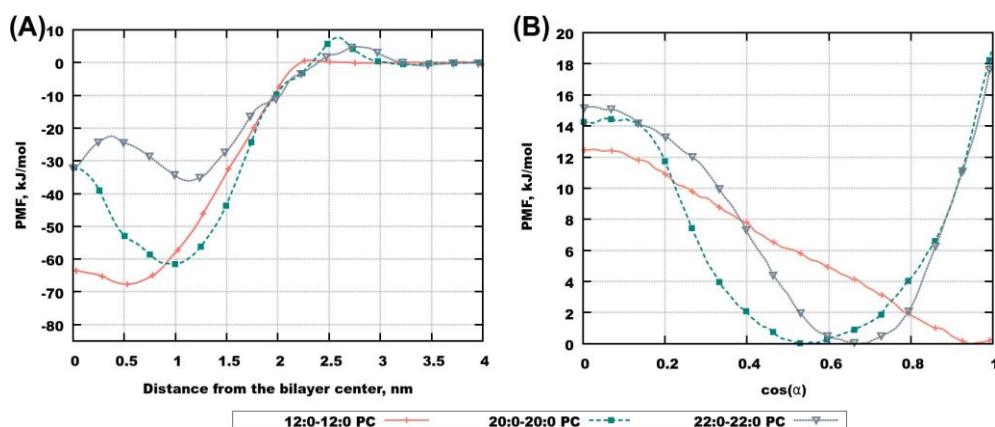 (A)
10
0
-10
-20
-30
-40
-50
-60
-70
-80
PMF, kJ/mol
0 0.5 1 1.5 2 2.5 3 3.5 4
Distance from the bilayer center, nm
(B)
20
18
16
14
12
10
8
6
4
2
0
PMF, kJ/mol
0 0.2 0.4 0.6 0.8 1
cos(α)
12:0-12:0 PC 20:0-20:0 PC 22:0-22:0 PC